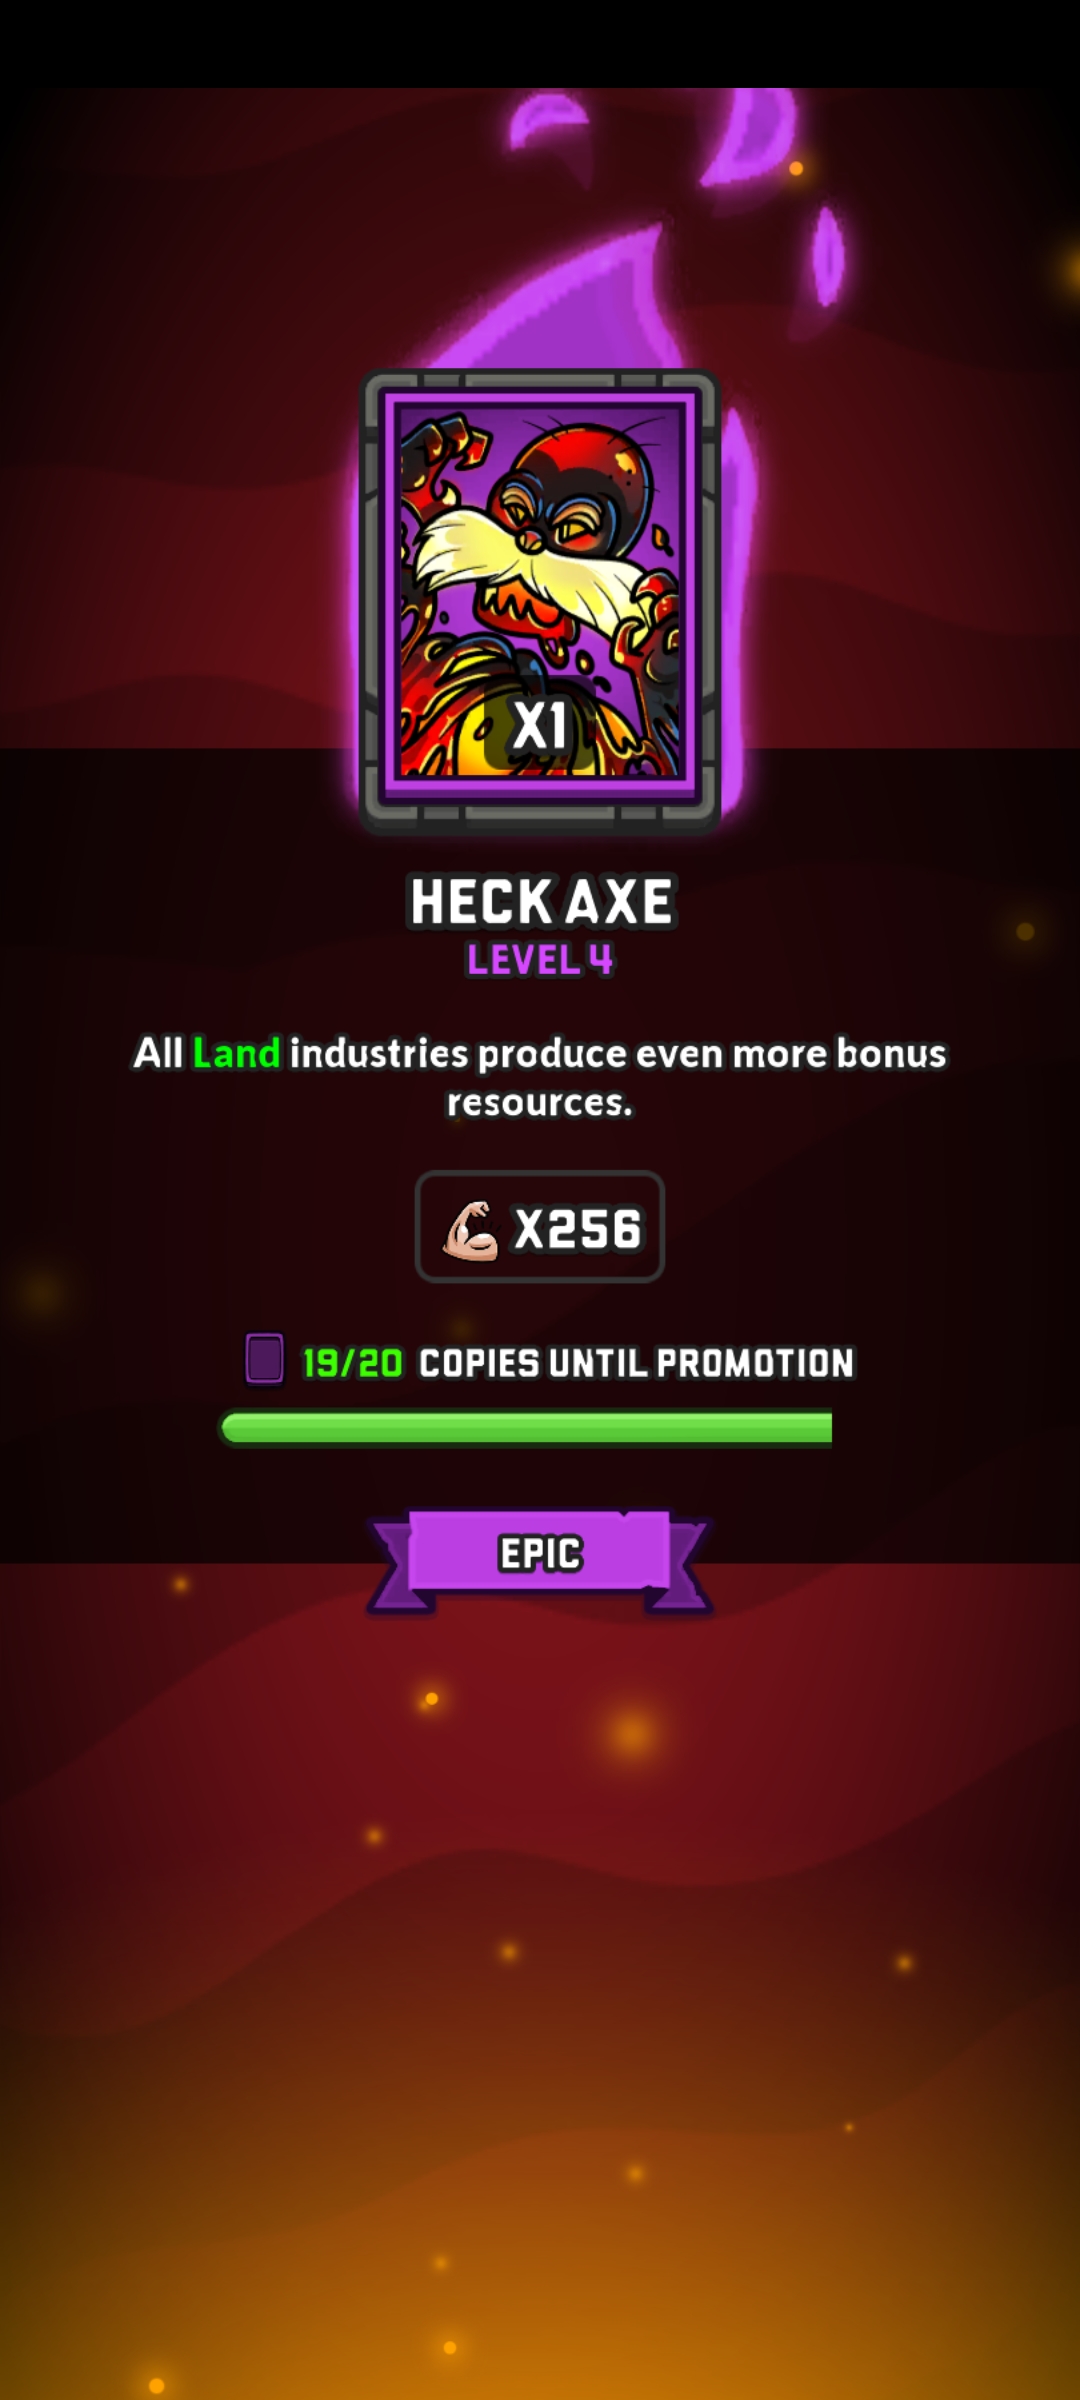 X1
HECK AXE
LEVEL 4
All Land industries produce even more bonus
resources.
X256
19/20 COPIES UNTIL PROMOTION
EPIC